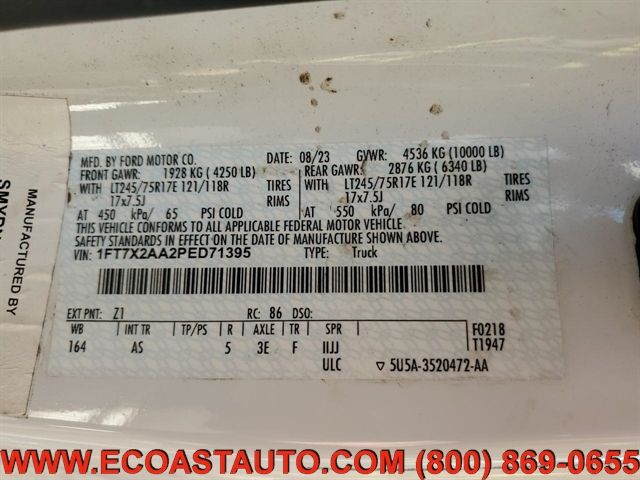 MANUFACTURED BY
MFD. BY FORD MOTOR CO. DATE: 08/23 GVWR: 4536 KG (10000 LB)
FRONT GAWR: 1928 KG ( 4250 LB) REAR GAWR: 2876 KG ( 6340 LB)
WITH LT245/75R17E 121/118R TIRES WITH LT245/75R17E 121/118R TIRES
17x7.5J RIMS 17x7.5J RIMS
AT 450 kPa/ 65 PSI COLD AT 550 kPa/ 80 PSI COLD
THIS VEHICLE CONFORMS TO ALL APPLICABLE FEDERAL MOTOR VEHICLE
SAFETY STANDARDS IN EFFECT ON THE DATE OF MANUFACTURE SHOWN ABOVE.
VIN: 1FT7X2AA2PED71395 TYPE: Truck
EXT PNT: Z1 RC: 86 DSO:
WB INT TR TP/PS R AXLE TR SPR F0218
164 AS 5 3E F IIJJ T1947
ULC ▽ 5U5A-3520472-AA
WWW.ECOASTAUTO.COM (800) 869-0655